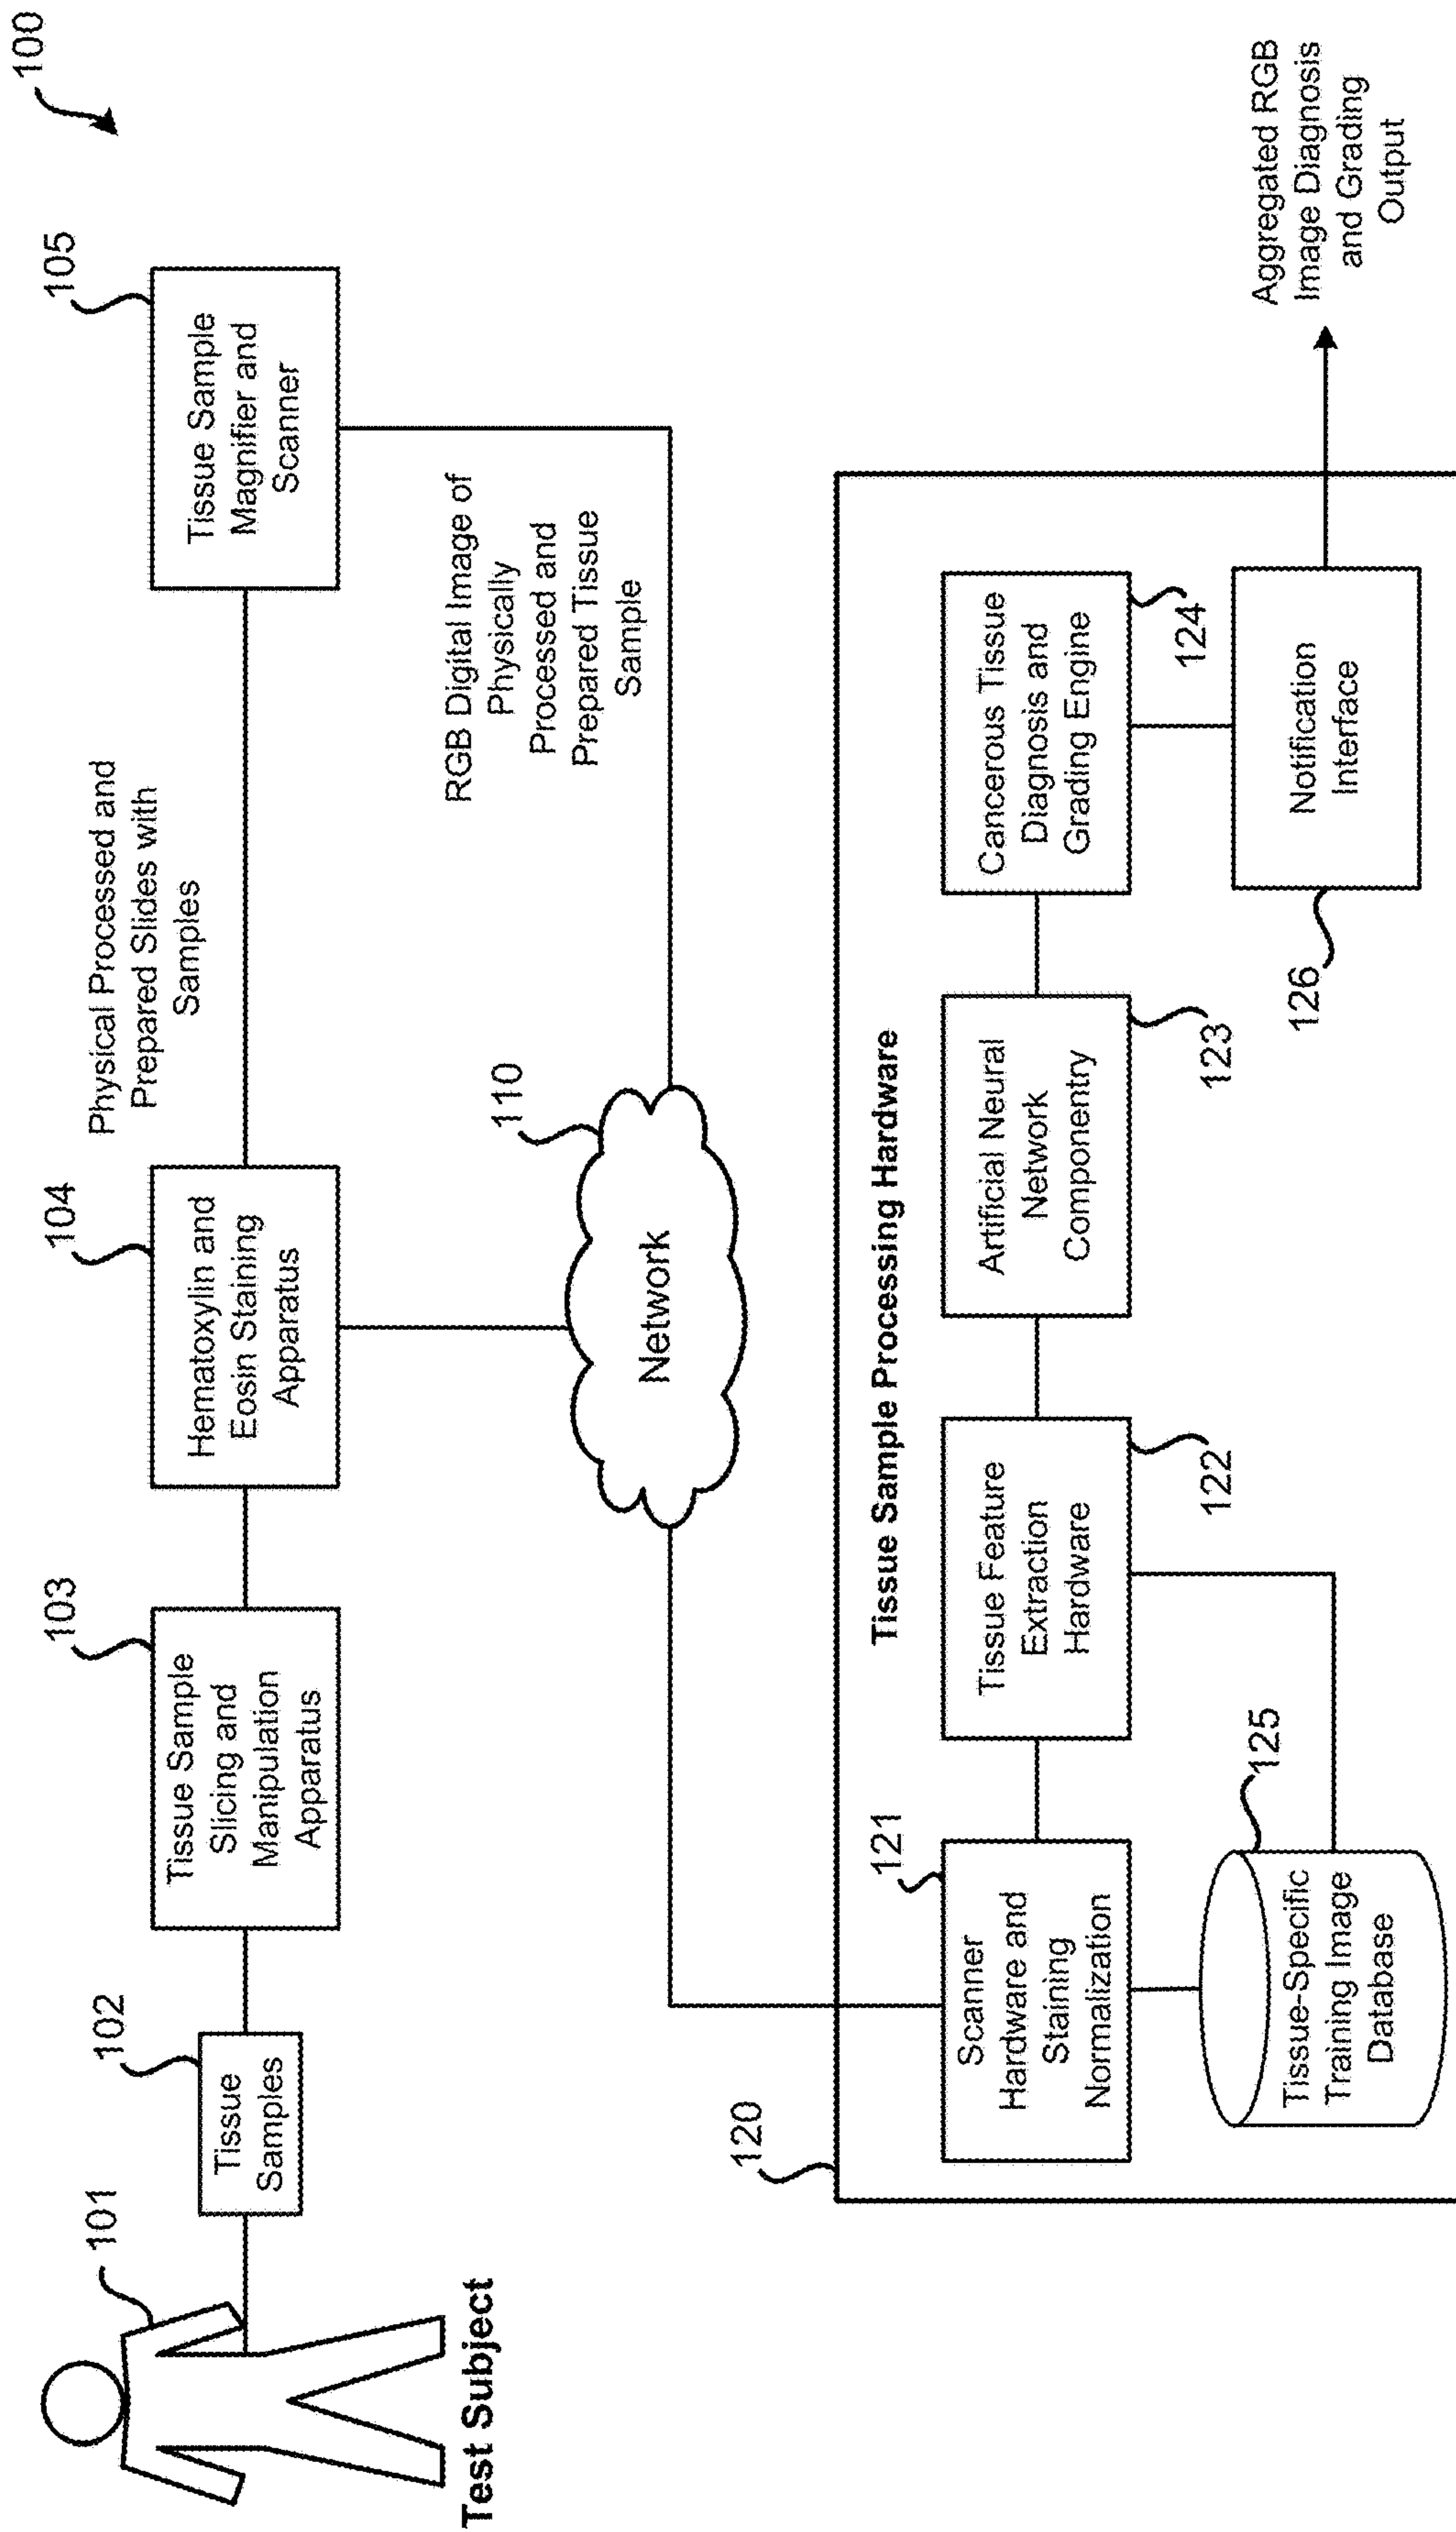 100
101
Test Subject
102
Tissue
Samples
103
Tissue Sample
Slicing and
Manipulation
Apparatus
104
Hematoxylin and
Eosin Staining
Apparatus
Physical Processed and
Prepared Slides with
Samples
105
Tissue Sample
Magnifier and
Scanner
RGB Digital Image of
Physically
Processed and
Prepared Tissue
Sample
110
Network
120
Tissue Sample Processing Hardware
121
Scanner
Hardware and
Staining
Normalization
122
Tissue Feature
Extraction
Hardware
123
Artificial Neural
Network
Componentry
124
Cancerous Tissue
Diagnosis and
Grading Engine
125
Tissue-Specific
Training Image
Database
126
Notification
Interface
Aggregated RGB
Image Diagnosis
and Grading
Output